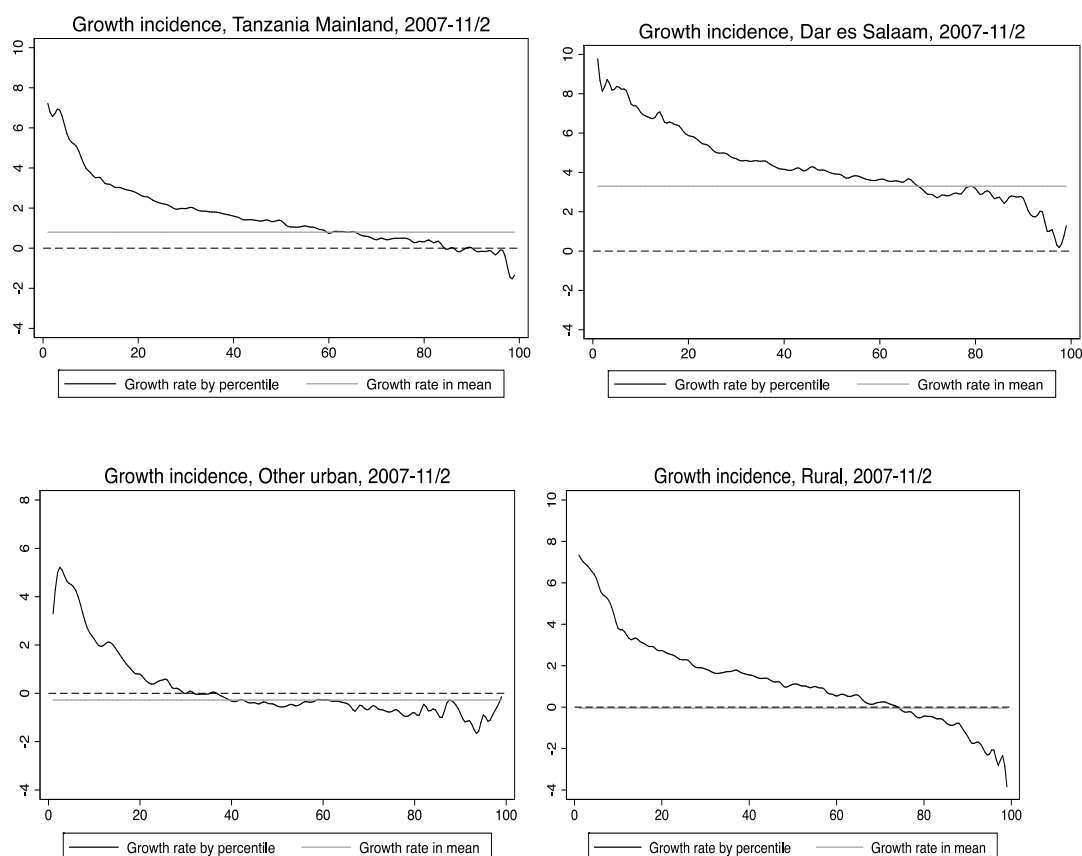 Growth incidence, Tanzania Mainland, 2007-11/2
10
8
6
4
2
0
-2
-4
0 20 40 60 80 100
Growth rate by percentile Growth rate in mean
Growth incidence, Dar es Salaam, 2007-11/2
10
8
6
4
2
0
-2
-4
0 20 40 60 80 100
Growth rate by percentile Growth rate in mean
Growth incidence, Other urban, 2007-11/2
8
6
4
2
0
-2
-4
0 20 40 60 80 100
Growth rate by percentile Growth rate in mean
Growth incidence, Rural, 2007-11/2
10
8
6
4
2
0
-2
-4
0 20 40 60 80 100
Growth rate by percentile Growth rate in mean